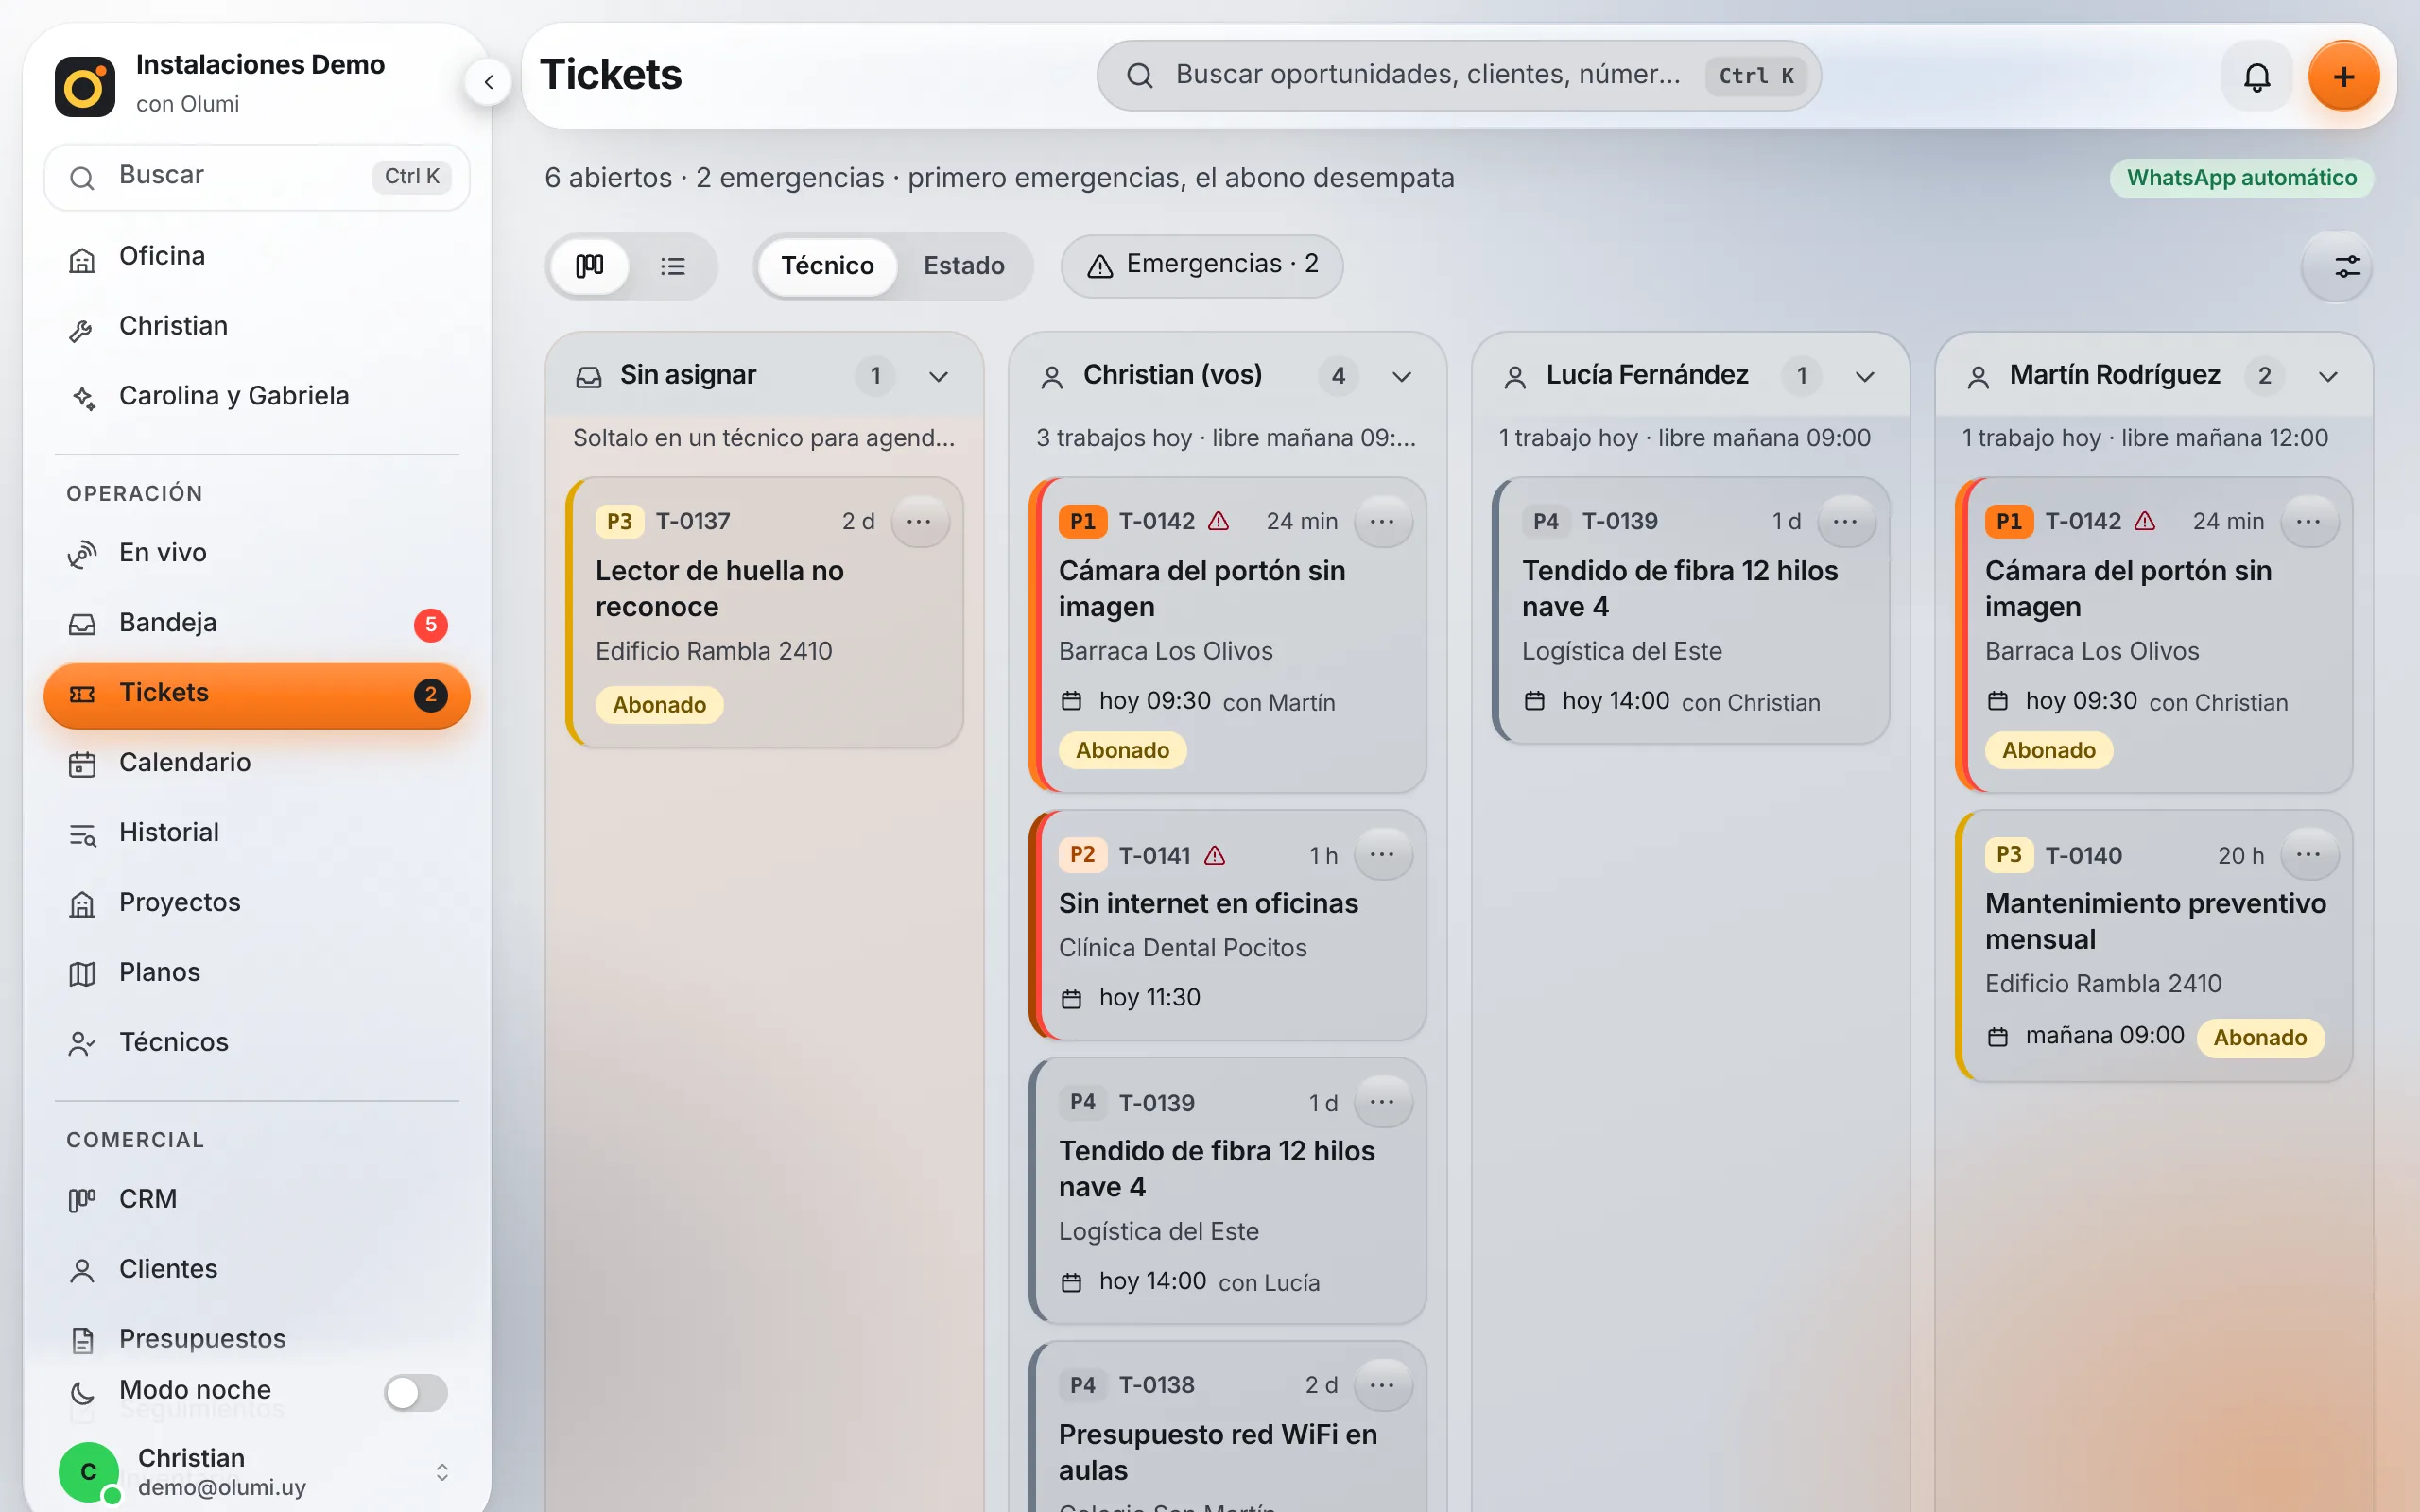 Instalaciones Demo
con Olumi
Buscar
Ctrl K
Oficina
Christian
Carolina y Gabriela
OPERACIÓN
En vivo
Bandeja
5
Tickets
2
Calendario
Historial
Proyectos
Planos
Técnicos
COMERCIAL
CRM
Clientes
Presupuestos
Modo noche
Seguimientos
C
Christian
demo@olumi.uy
Tickets
Buscar oportunidades, clientes, númer...
Ctrl K
6 abiertos · 2 emergencias · primero emergencias, el abono desempata
WhatsApp automático
Técnico
Estado
Emergencias · 2
Sin asignar
1
Soltalo en un técnico para agend...
P3 T-0137
2 d
Lector de huella no
reconoce
Edificio Rambla 2410
Abonado
Christian (vos)
4
3 trabajos hoy · libre mañana 09:...
P1 T-0142
24 min
Cámara del portón sin
imagen
Barraca Los Olivos
hoy 09:30 con Martín
Abonado
P2 T-0141
1 h
Sin internet en oficinas
Clínica Dental Pocitos
hoy 11:30
P4 T-0139
1 d
Tendido de fibra 12 hilos
nave 4
Logística del Este
hoy 14:00 con Lucía
P4 T-0138
2 d
Presupuesto red WiFi en
aulas
Colegio San Martín
Lucía Fernández
1
1 trabajo hoy · libre mañana 09:00
P4 T-0139
1 d
Tendido de fibra 12 hilos
nave 4
Logística del Este
hoy 14:00 con Christian
Martín Rodríguez
2
1 trabajo hoy · libre mañana 12:00
P1 T-0142
24 min
Cámara del portón sin
imagen
Barraca Los Olivos
hoy 09:30 con Christian
Abonado
P3 T-0140
20 h
Mantenimiento preventivo
mensual
Edificio Rambla 2410
mañana 09:00 Abonado